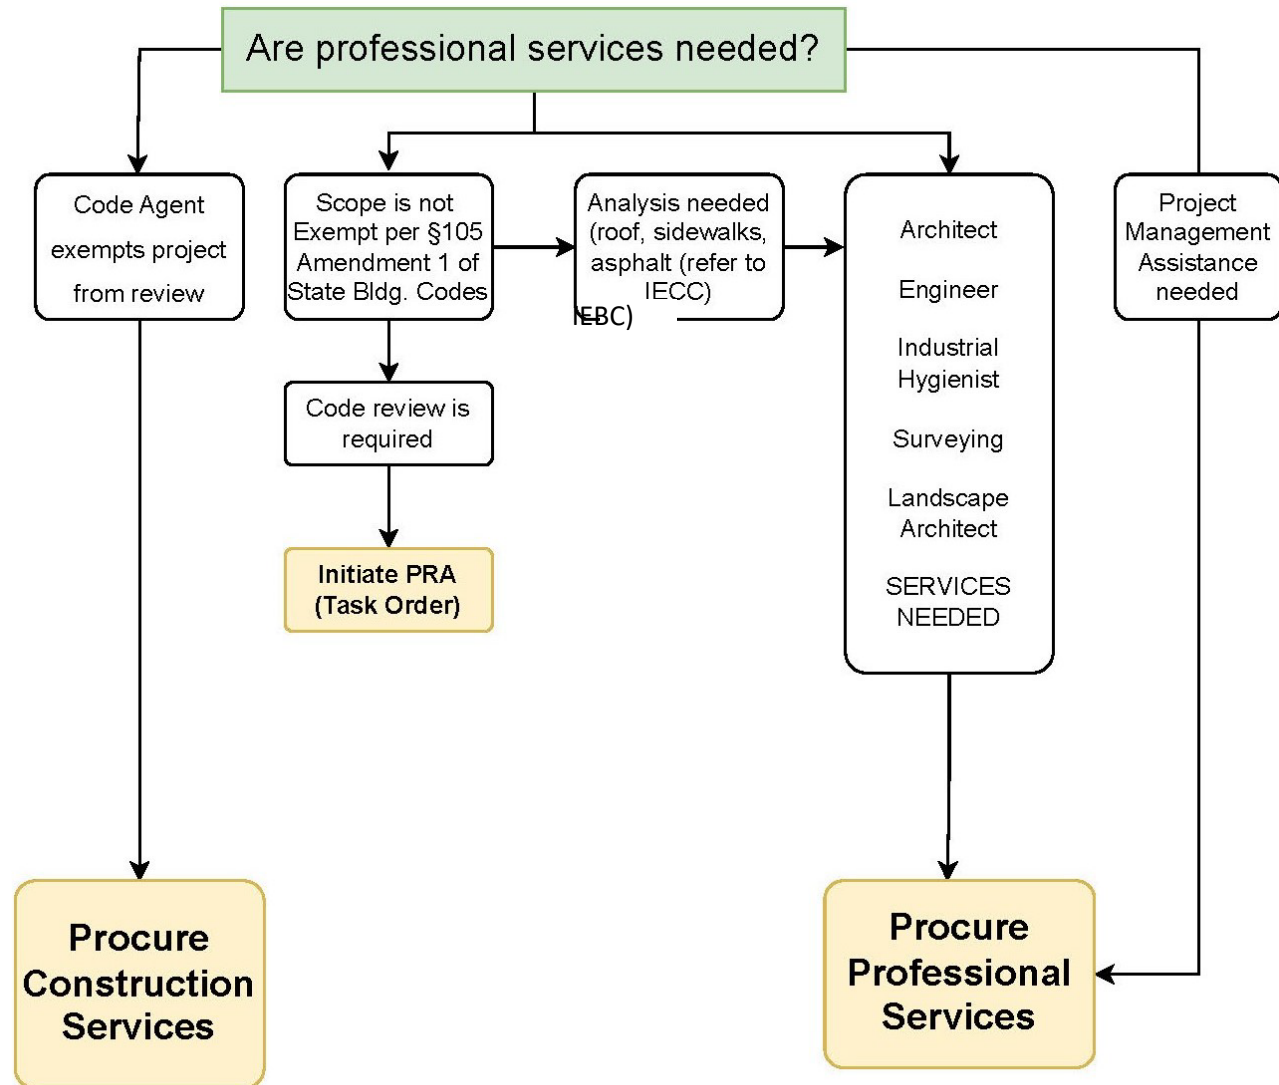 Are professional services needed?
Code Agent
exempts project
from review
Scope is not
Exempt per §105
Amendment 1 of
State Bldg. Codes
Analysis needed
(roof, sidewalks,
asphalt (refer to
IECC)
IEBC)
Architect
Engineer
Industrial
Hygienist
Surveying
Landscape
Architect
SERVICES
NEEDED
Project
Management
Assistance
needed
Code review is
required
Initiate PRA
(Task Order)
Procure
Construction
Services
Procure
Professional
Services